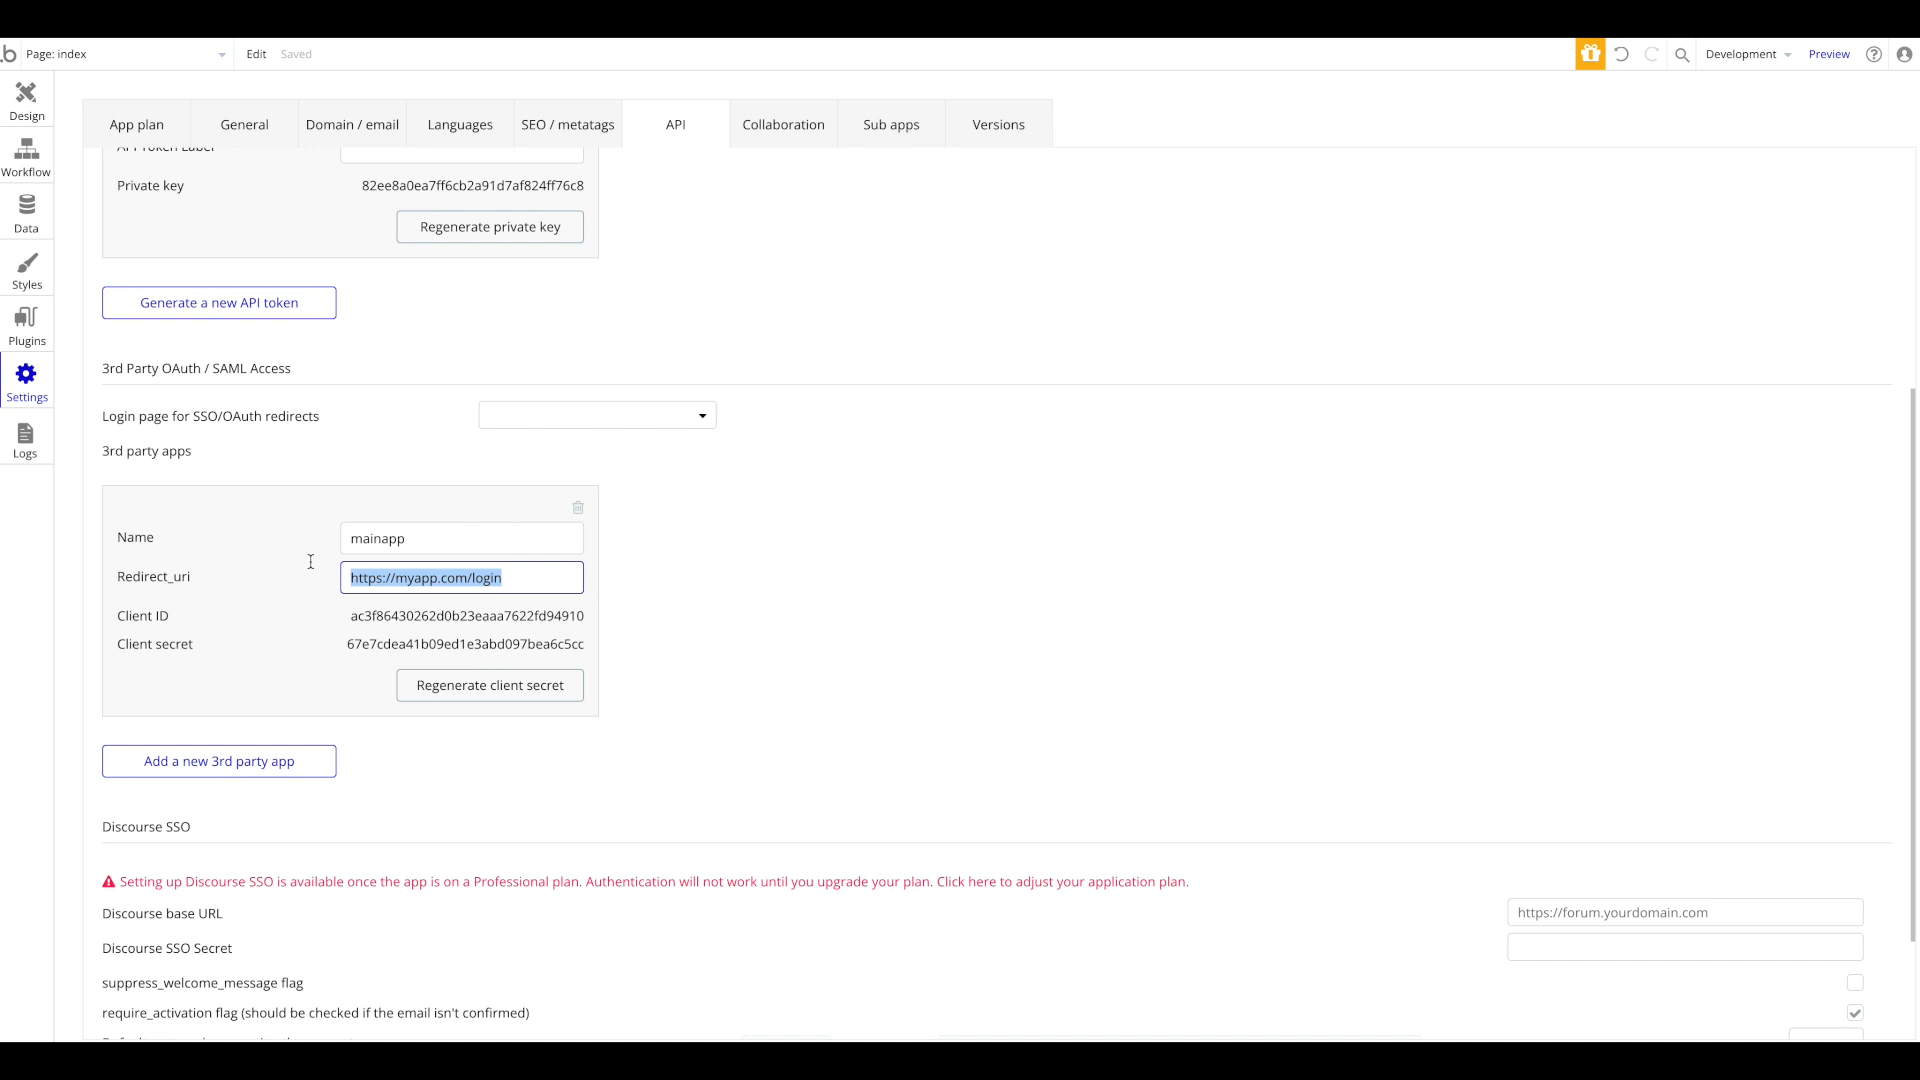 .b Page: index Edit Saved Development Preview
Design
Workflow
Data
Styles
Plugins
Settings
Logs
App plan General Domain / email Languages SEO / metatags API Collaboration Sub apps Versions
API Token Label
Private key 82ee8a0ea7ff6cb2a91d7af824ff76c8
Regenerate private key
Generate a new API token
3rd Party OAuth / SAML Access
Login page for SSO/OAuth redirects
3rd party apps
Name mainapp
Redirect_uri https://myapp.com/login
Client ID ac3f86430262d0b23eaaa7622fd94910
Client secret 67e7cdea41b09ed1e3abd097bea6c5cc
Regenerate client secret
Add a new 3rd party app
Discourse SSO
Setting up Discourse SSO is available once the app is on a Professional plan. Authentication will not work until you upgrade your plan. Click here to adjust your application plan.
Discourse base URL https://forum.yourdomain.com
Discourse SSO Secret
suppress_welcome_message flag
require_activation flag (should be checked if the email isn't confirmed)